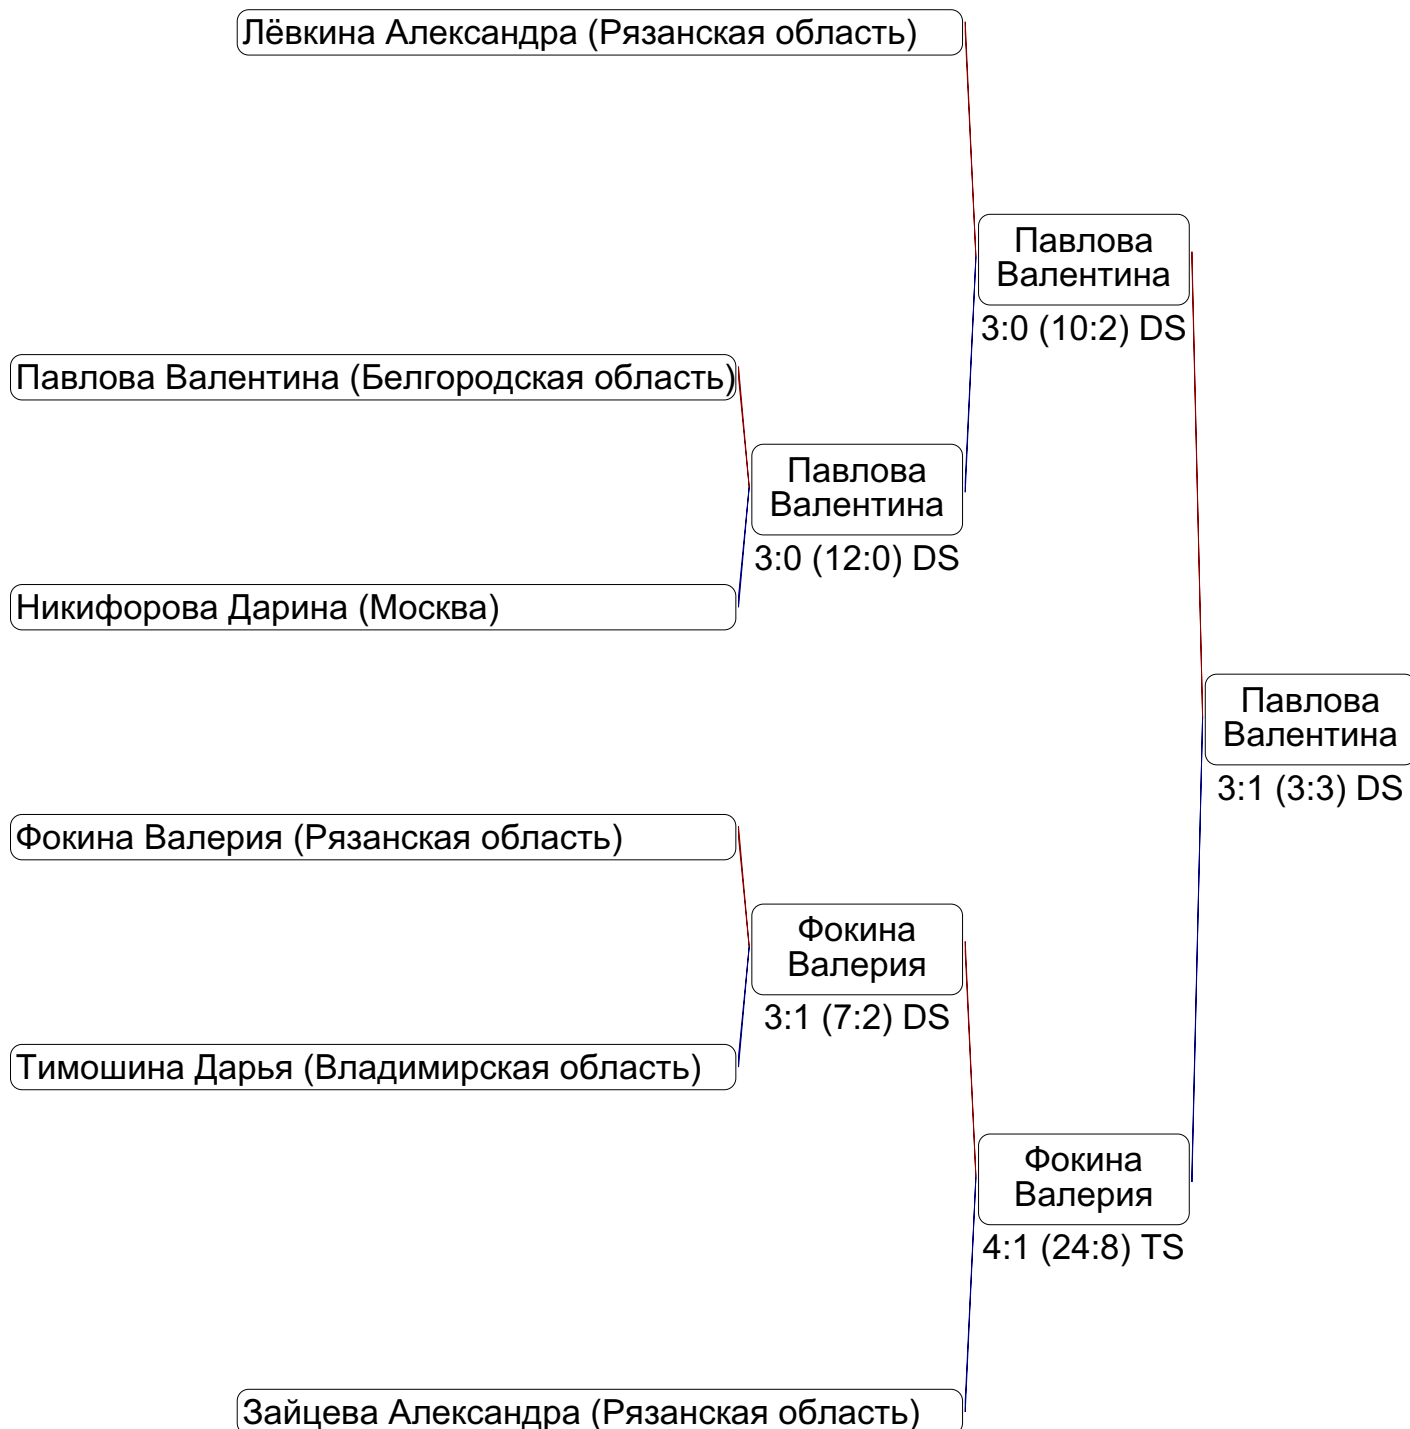 Лёвкина Александра (Рязанская область)
Павлова
Валентина
3:0 (10:2) DS
Павлова Валентина (Белгородская область)
Павлова
Валентина
3:0 (12:0) DS
Никифорова Дарина (Москва)
Павлова
Валентина
3:1 (3:3) DS
Фокина Валерия (Рязанская область)
Фокина
Валерия
3:1 (7:2) DS
Тимошина Дарья (Владимирская область)
Фокина
Валерия
4:1 (24:8) TS
Зайцева Александра (Рязанская область)